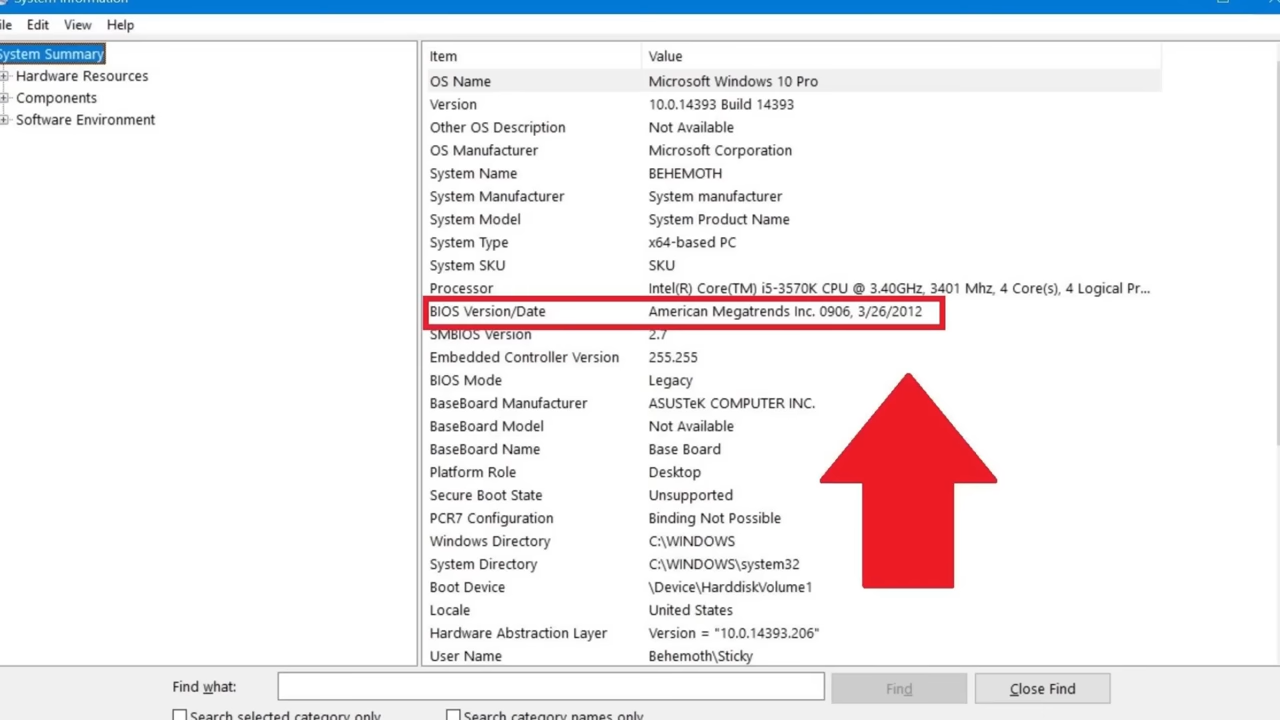 System Information
ile Edit View Help
System Summary
Hardware Resources
Components
Software Environment
Item Value
OS Name Microsoft Windows 10 Pro
Version 10.0.14393 Build 14393
Other OS Description Not Available
OS Manufacturer Microsoft Corporation
System Name BEHEMOTH
System Manufacturer System manufacturer
System Model System Product Name
System Type x64-based PC
System SKU SKU
Processor Intel(R) Core(TM) i5-3570K CPU @ 3.40GHz, 3401 Mhz, 4 Core(s), 4 Logical Pr...
BIOS Version/Date American Megatrends Inc. 0906, 3/26/2012
SMBIOS Version 2.7
Embedded Controller Version 255.255
BIOS Mode Legacy
BaseBoard Manufacturer ASUSTeK COMPUTER INC.
BaseBoard Model Not Available
BaseBoard Name Base Board
Platform Role Desktop
Secure Boot State Unsupported
PCR7 Configuration Binding Not Possible
Windows Directory C:\WINDOWS
System Directory C:\WINDOWS\system32
Boot Device \Device\HarddiskVolume1
Locale United States
Hardware Abstraction Layer Version = "10.0.14393.206"
User Name Behemoth\Sticky
Find what: Find Close Find
Search selected category only Search category names only